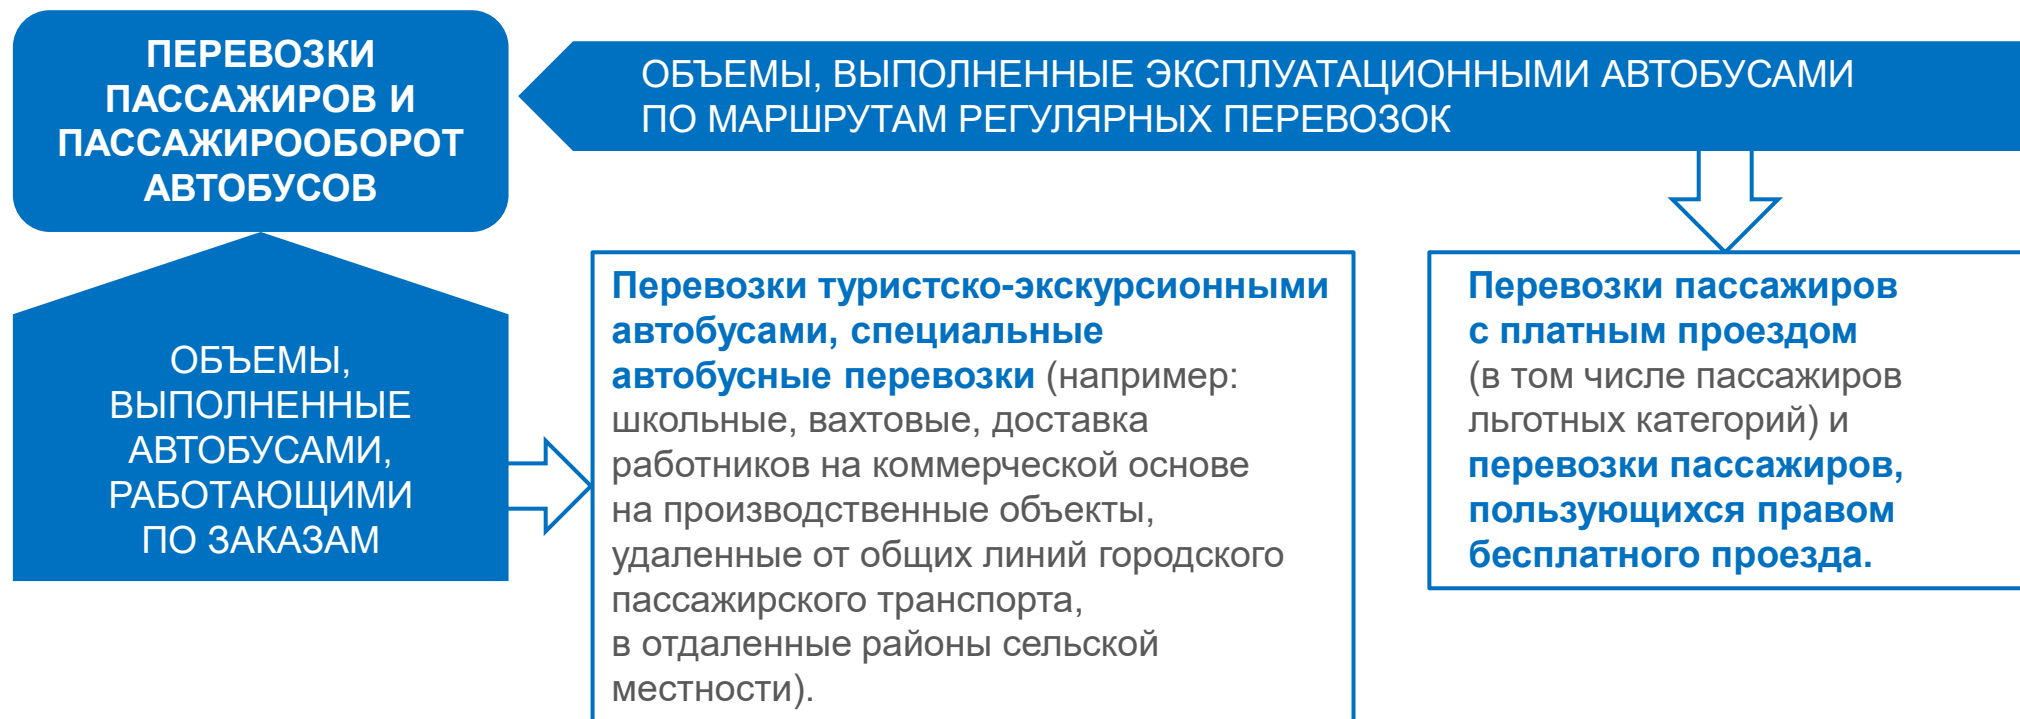 ПЕРЕВОЗКИ
ПАССАЖИРОВ И
ПАССАЖИРООБОРОТ
АВТОБУСОВ
ОБЪЕМЫ, ВЫПОЛНЕННЫЕ ЭКСПЛУАТАЦИОННЫМИ АВТОБУСАМИ
ПО МАРШРУТАМ РЕГУЛЯРНЫХ ПЕРЕВОЗОК
ОБЪЕМЫ,
ВЫПОЛНЕННЫЕ
АВТОБУСАМИ,
РАБОТАЮЩИМИ
ПО ЗАКАЗАМ
Перевозки туристско-экскурсионными
автобусами, специальные
автобусные перевозки (например:
школьные, вахтовые, доставка
работников на коммерческой основе
на производственные объекты,
удаленные от общих линий городского
пассажирского транспорта,
в отдаленные районы сельской
местности).
Перевозки пассажиров
с платным проездом
(в том числе пассажиров
льготных категорий) и
перевозки пассажиров,
пользующихся правом
бесплатного проезда.